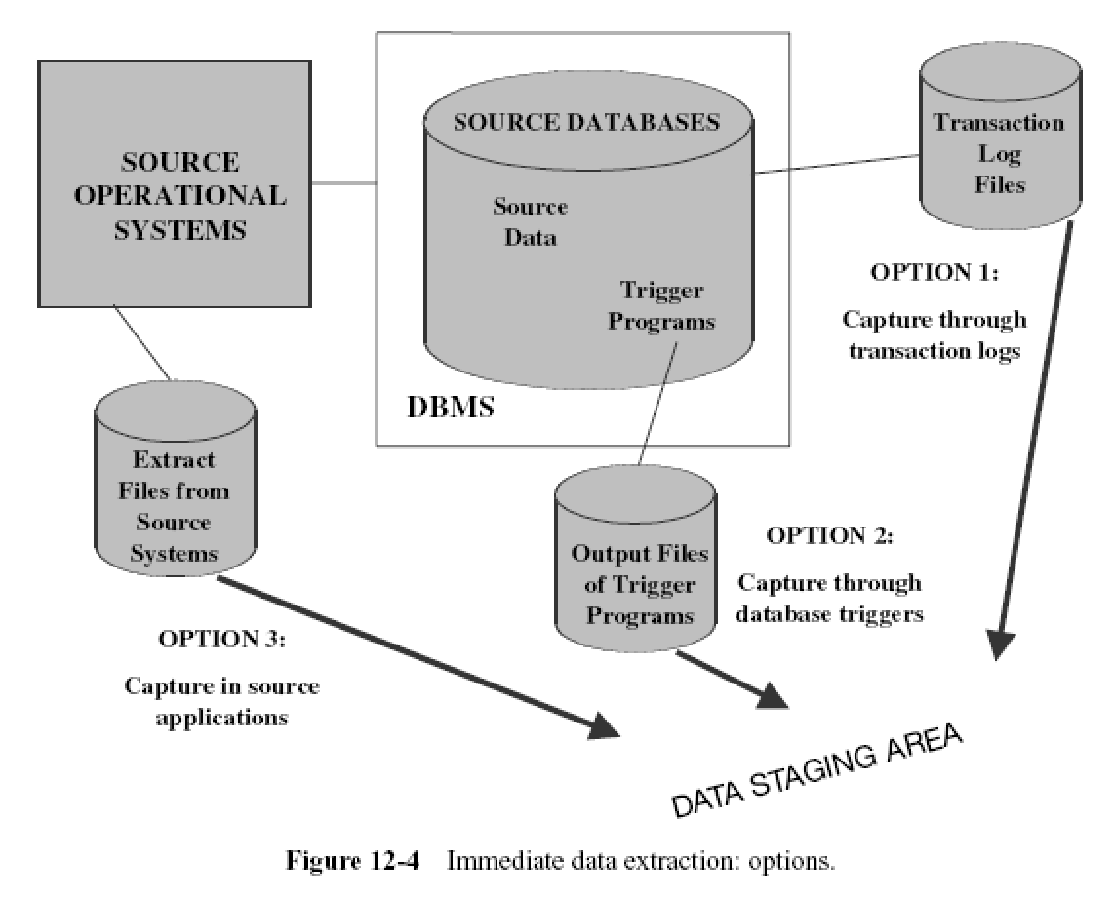 SOURCE
OPERATIONAL
SYSTEMS
SOURCE DATABASES
Source
Data
Trigger
Programs
DBMS
Transaction
Log
Files
OPTION 1:
Capture through
transaction logs
Extract
Files from
Source
Systems
Output Files
of Trigger
Programs
OPTION 2:
Capture through
database triggers
OPTION 3:
Capture in source
applications
DATA STAGING AREA
Figure 12-4 Immediate data extraction: options.